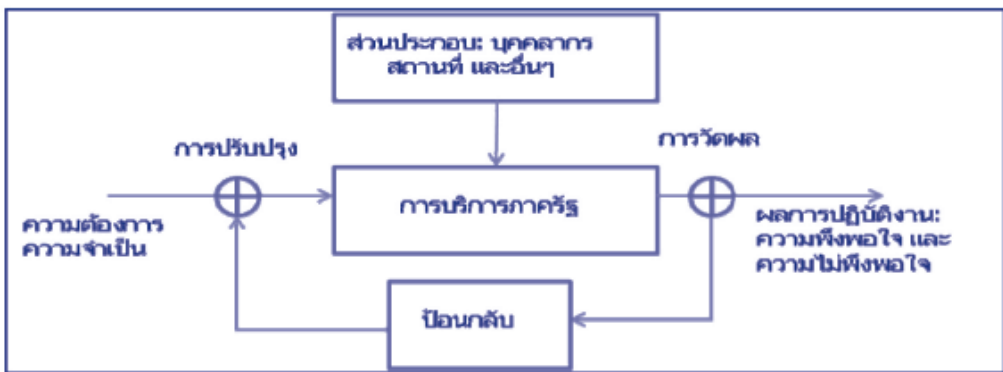 ส่วนประกอบ: บุคคลากร
สถานที่ และอื่นๆ
การปรับปรุง
การวัดผล
การบริการภาครัฐ
ความต้องการ
ความจำเป็น
ผลการปฏิบัติงาน:
ความพึงพอใจ และ
ความไม่พึงพอใจ
ป้อนกลับ